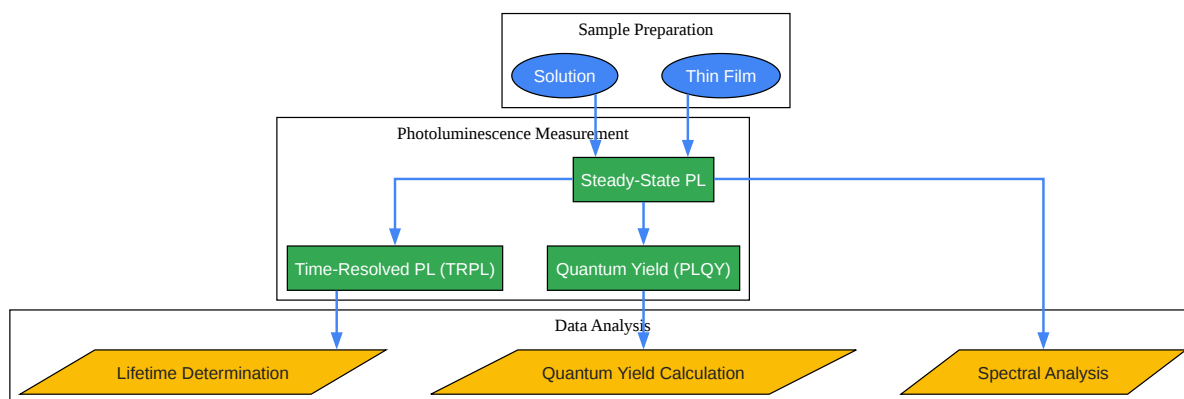 Sample Preparation
Solution
Thin Film
Photoluminescence Measurement
Steady-State PL
Time-Resolved PL (TRPL)
Quantum Yield (PLQY)
Data Analysis
Lifetime Determination
Quantum Yield Calculation
Spectral Analysis